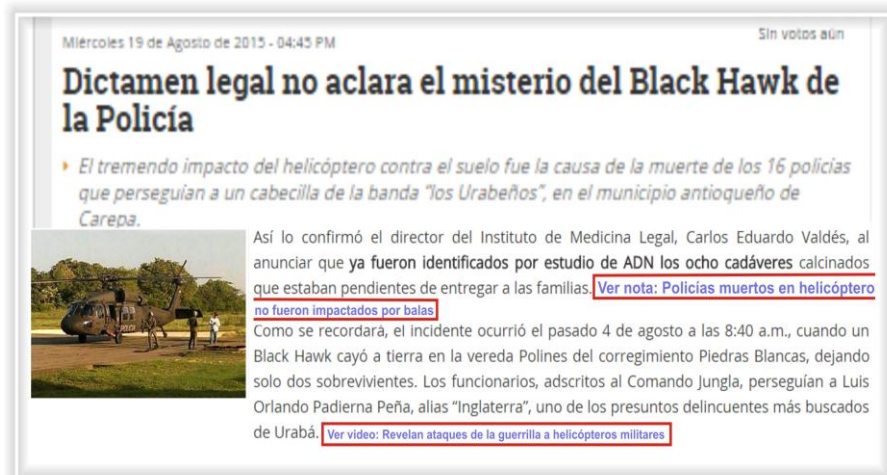 Miércoles 19 de Agosto de 2015 - 04:45 PM
Sin votos aún
Dictamen legal no aclara el misterio del Black Hawk de
la Policía
El tremendo impacto del helicóptero contra el suelo fue la causa de la muerte de los 16 policías
que perseguían a un cabecilla de la banda "los Urabeños", en el municipio antioqueño de
Carepa.
Así lo confirmó el director del Instituto de Medicina Legal, Carlos Eduardo Valdés, al
anunciar que ya fueron identificados por estudio de ADN los ocho cadáveres calcinados
que estaban pendientes de entregar a las familias. Ver nota: Policías muertos en helicóptero
no fueron impactados por balas
Como se recordará, el incidente ocurrió el pasado 4 de agosto a las 8:40 a.m., cuando un
Black Hawk cayó a tierra en la vereda Polines del corregimiento Piedras Blancas, dejando
solo dos sobrevivientes. Los funcionarios, adscritos al Comando Jungla, perseguían a Luis
Orlando Padierna Peña, alias "Inglaterra", uno de los presuntos delincuentes más buscados
de Urabá. Ver video: Revelan ataques de la guerrilla a helicópteros militares